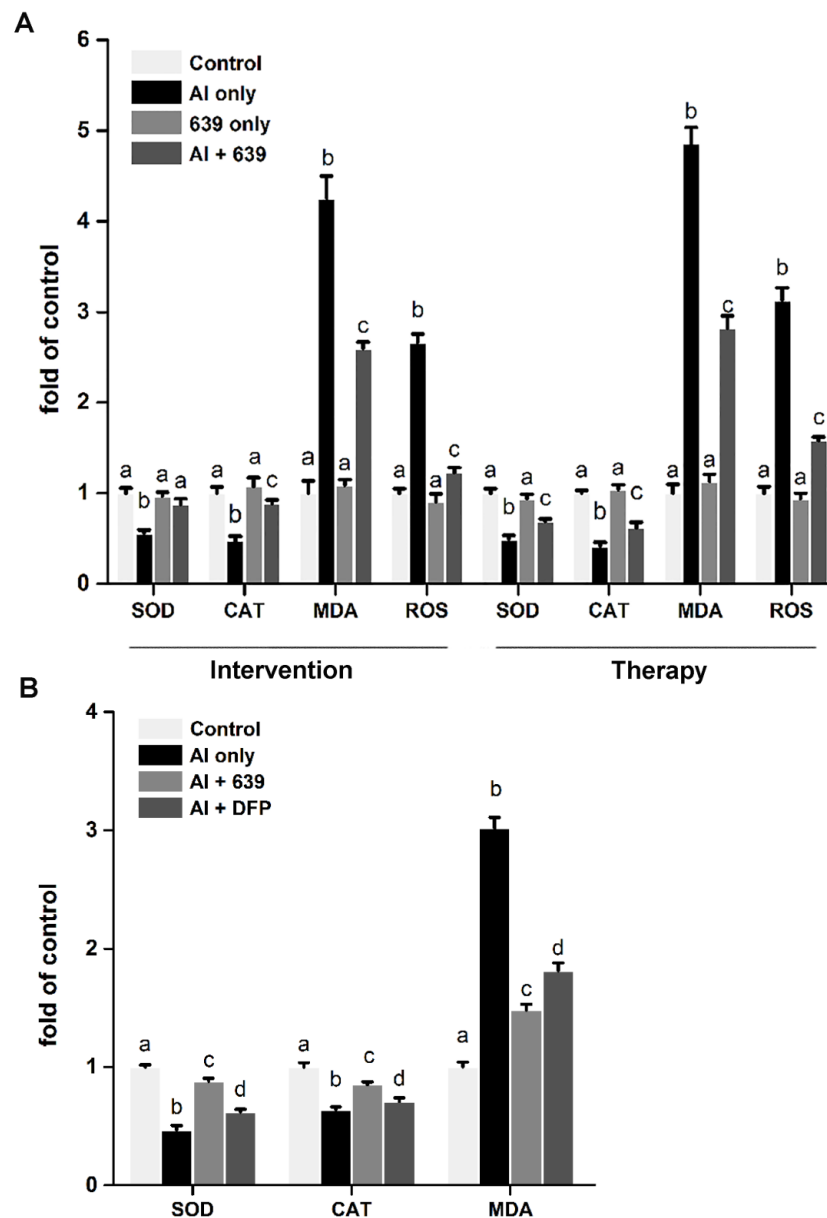 A
6
5
4
3
2
1
0
fold of control
Control
Al only
639 only
Al + 639
a b a a
a b a c
a b a c
a b a c
a b a c
a b a c
a b a c
a b a c
SOD CAT MDA ROS SOD CAT MDA ROS
Intervention Therapy
B
4
3
2
1
0
fold of control
Control
Al only
Al + 639
Al + DFP
a b c d
a b c d
a b c d
SOD CAT MDA